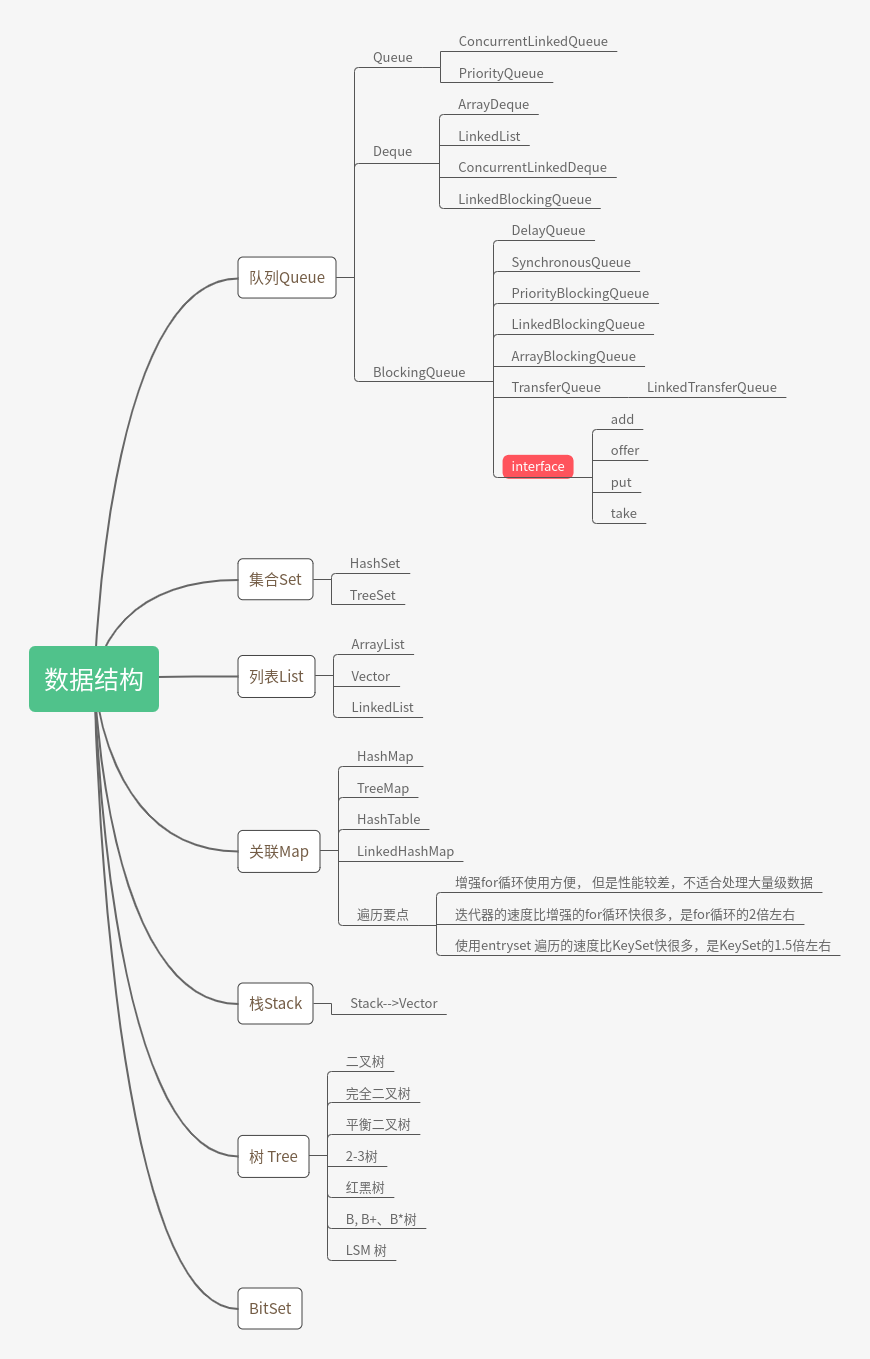 数据结构
队列Queue
Queue
ConcurrentLinkedQueue
PriorityQueue
Deque
ArrayDeque
LinkedList
ConcurrentLinkedDeque
LinkedBlockingQueue
BlockingQueue
DelayQueue
SynchronousQueue
PriorityBlockingQueue
LinkedBlockingQueue
ArrayBlockingQueue
TransferQueue
LinkedTransferQueue
interface
add
offer
put
take
集合Set
HashSet
TreeSet
列表List
ArrayList
Vector
LinkedList
关联Map
HashMap
TreeMap
HashTable
LinkedHashMap
遍历要点
增强for循环使用方便， 但是性能较差，不适合处理大量级数据
迭代器的速度比增强的for循环快很多，是for循环的2倍左右
使用entryset 遍历的速度比KeySet快很多，是KeySet的1.5倍左右
栈Stack
Stack-->Vector
树 Tree
二叉树
完全二叉树
平衡二叉树
2-3树
红黑树
B, B+、B*树
LSM 树
BitSet